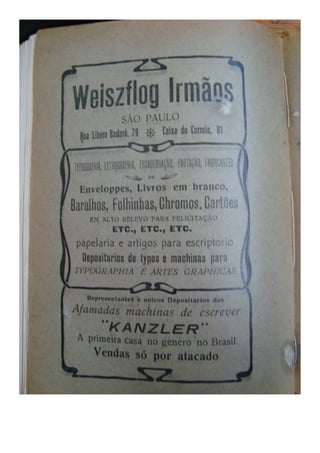 Weiszflog Irmãos
SÃO PAULO
Rua Libero Badaró, 79 Caixa do Correio, 81
TYPOGRAPHIA, LITHOGRAPHIA, ENCADERNAÇÃO, PAUTAÇÃO, FABRICANTES
DE
Enveloppes, Livros em branco,
Baralhos, Folhinhas, Chromos, Cartões
EM ALTO RELEVO PARA FELICITAÇÃO
ETC., ETC., ETC.
papelaria e artigos para escriptorio
Depositarios de typos e machinas para
TYPOGRAPHIA E ARTES GRAPHICAS
Representantes e unicos Depositarios das
Afamadas machinas de escrever
"KANZLER"
A primeira casa no genero no Brasil
Vendas só por atacado